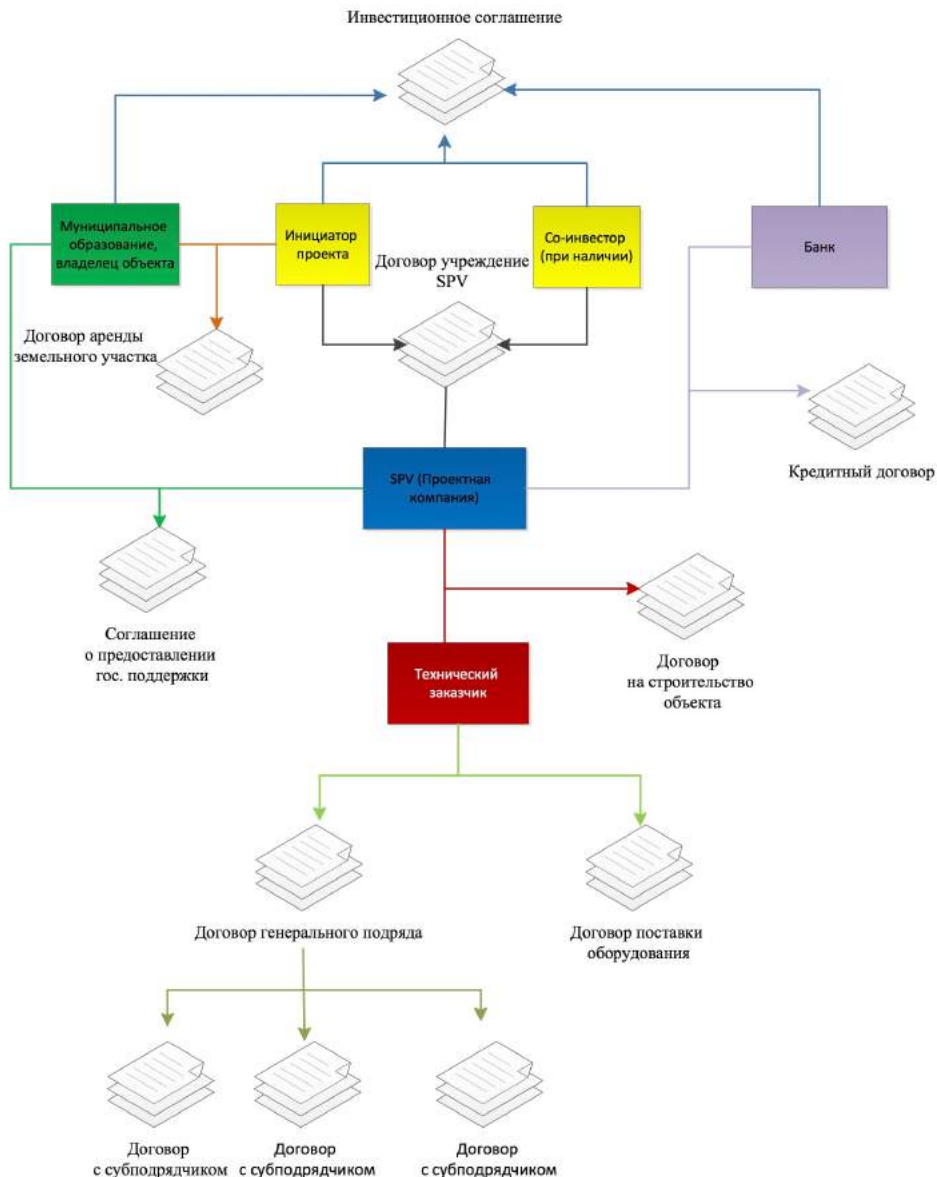 Инвестиционное соглашение
Муниципальное
образование,
владелец объекта
Инициатор
проекта
Со-инвестор
(при наличии)
Банк
Договор учреждение
SPV
Договор аренды
земельного участка
Кредитный договор
SPV (Проектная
компания)
Соглашение
о предоставлении
гос. поддержки
Технический
заказчик
Договор
на строительство
объекта
Договор генерального подряда
Договор поставки
оборудования
Договор
с субподрядчиком
Договор
с субподрядчиком
Договор
с субподрядчиком